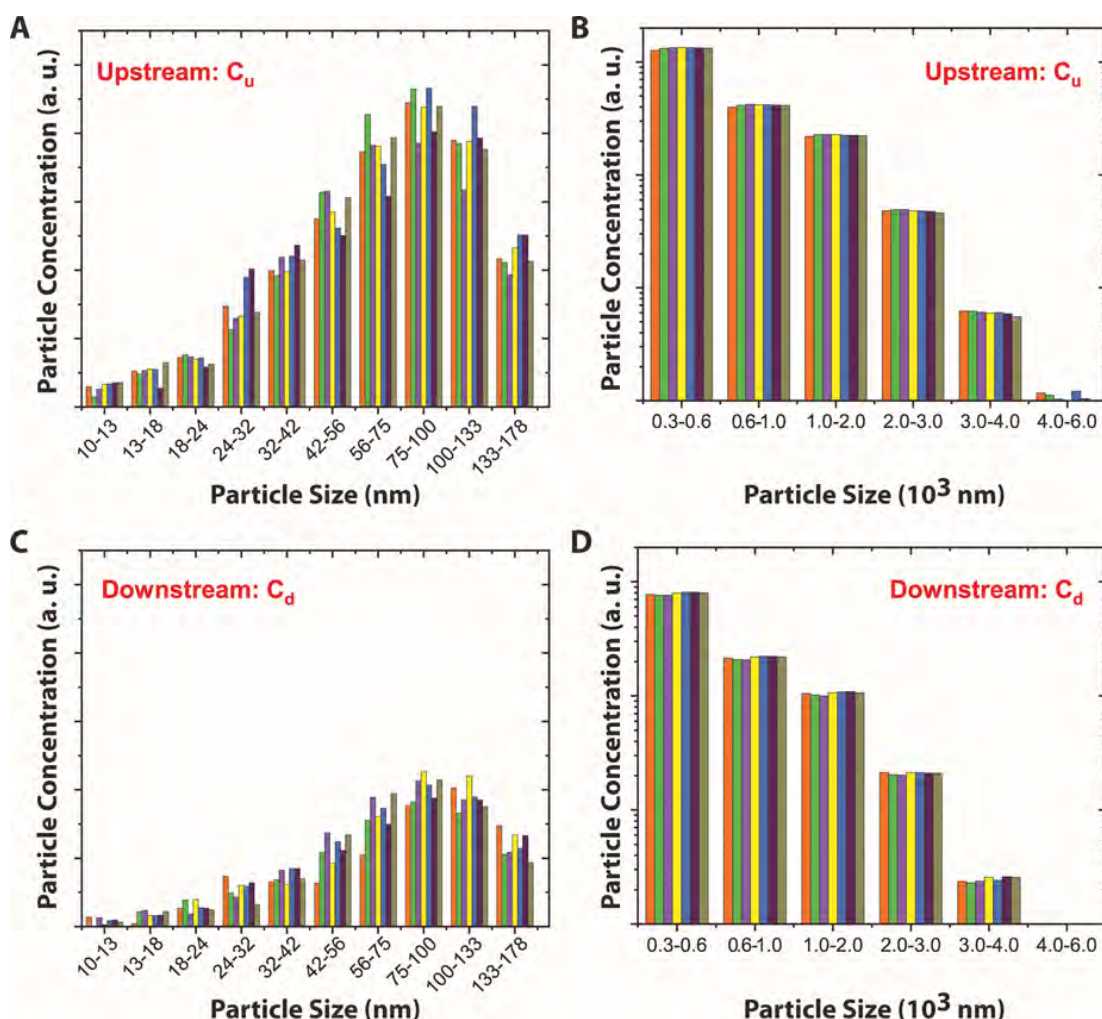 A
Particle Concentration (a. u.)
Upstream: Cu
10-13
13-18
18-24
24-32
32-42
42-56
56-75
75-100
100-133
133-178
Particle Size (nm)
B
Particle Concentration (a. u.)
Upstream: Cu
0.3-0.6 0.6-1.0 1.0-2.0 2.0-3.0 3.0-4.0 4.0-6.0
Particle Size (10³ nm)
C
Particle Concentration (a. u.)
Downstream: Cd
10-13
13-18
18-24
24-32
32-42
42-56
56-75
75-100
100-133
133-178
Particle Size (nm)
D
Particle Concentration (a. u.)
Downstream: Cd
0.3-0.6 0.6-1.0 1.0-2.0 2.0-3.0 3.0-4.0 4.0-6.0
Particle Size (10³ nm)